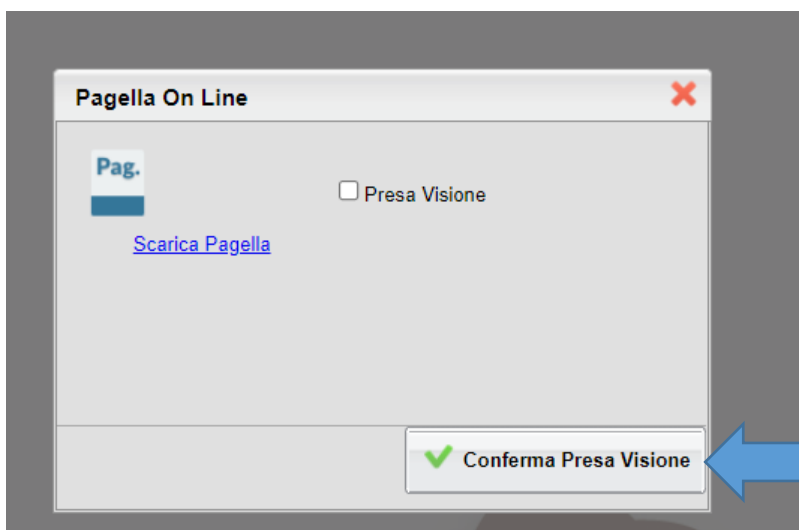 Pagella On Line
Pag.
Presa Visione
Scarica Pagella
Conferma Presa Visione